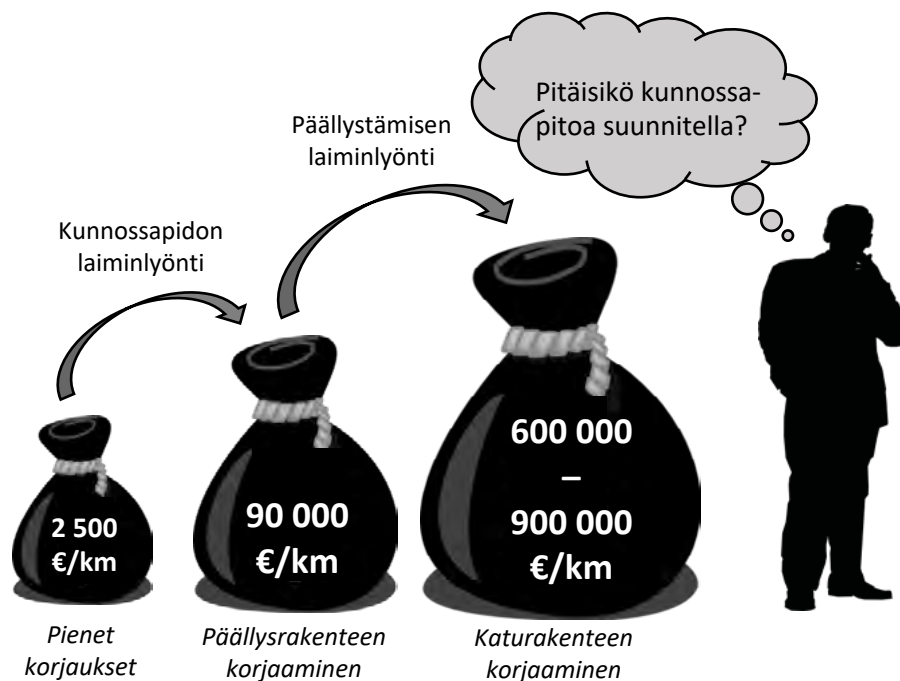 Pitäisikö kunnossa-
pitoa suunnitella?
Päällystämisen
laiminlyönti
Kunnossapidon
laiminlyönti
2 500
€/km
90 000
€/km
600 000
–
900 000
€/km
Pienet
korjaukset
Päällysrakenteen
korjaaminen
Katurakenteen
korjaaminen